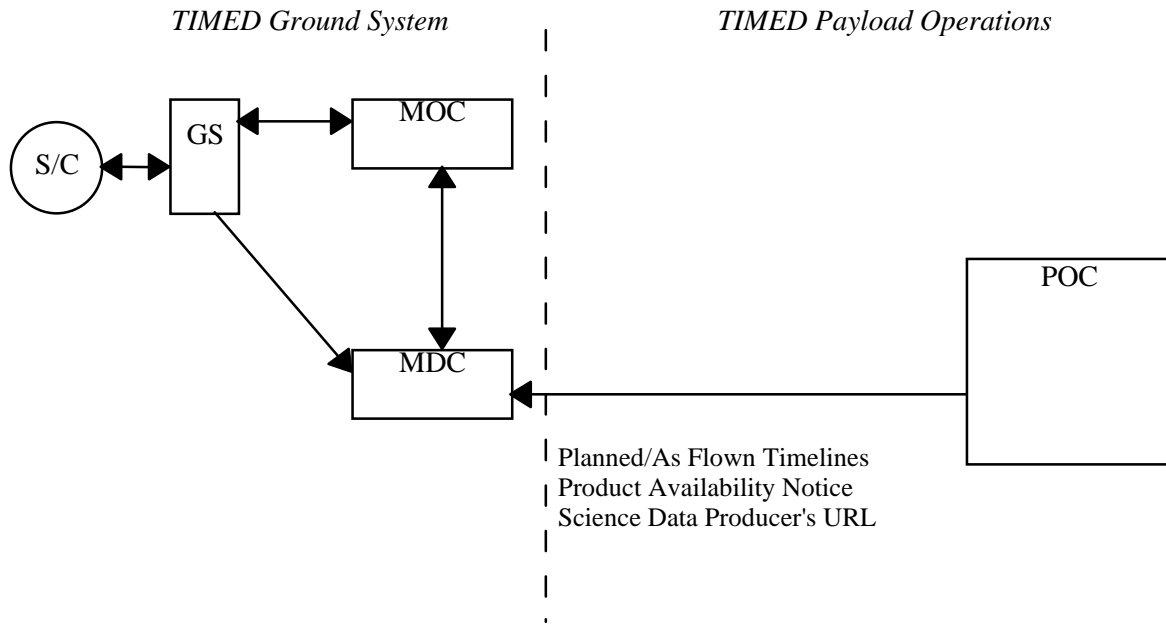 TIMED Ground System
TIMED Payload Operations
MOC
GS
S/C
POC
MDC
Planned/As Flown Timelines
Product Availability Notice
Science Data Producer's URL